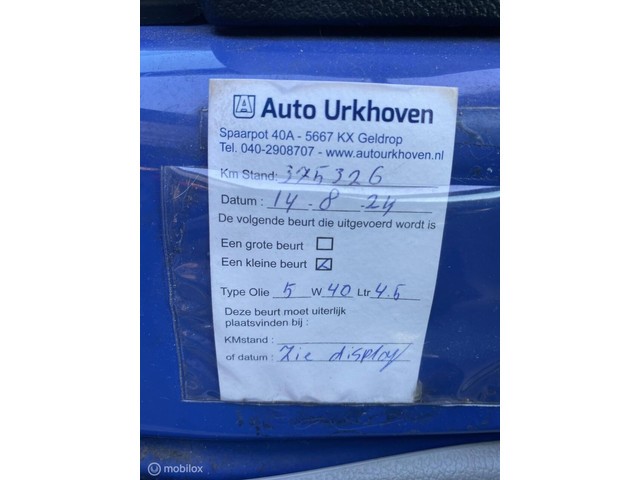 Auto Urkhoven
Spaarpot 40A - 5667 KX Geldrop
Tel. 040-2908707 - www.autourkhoven.nl
Km Stand: 375326
Datum : 14 - 8 - 24
De volgende beurt die uitgevoerd wordt is
Een grote beurt
Een kleine beurt
Type Olie 5 W 40 Ltr 4.5
Deze beurt moet uiterlijk
plaatsvinden bij :
KMstand :
of datum : Zie display
mobilox